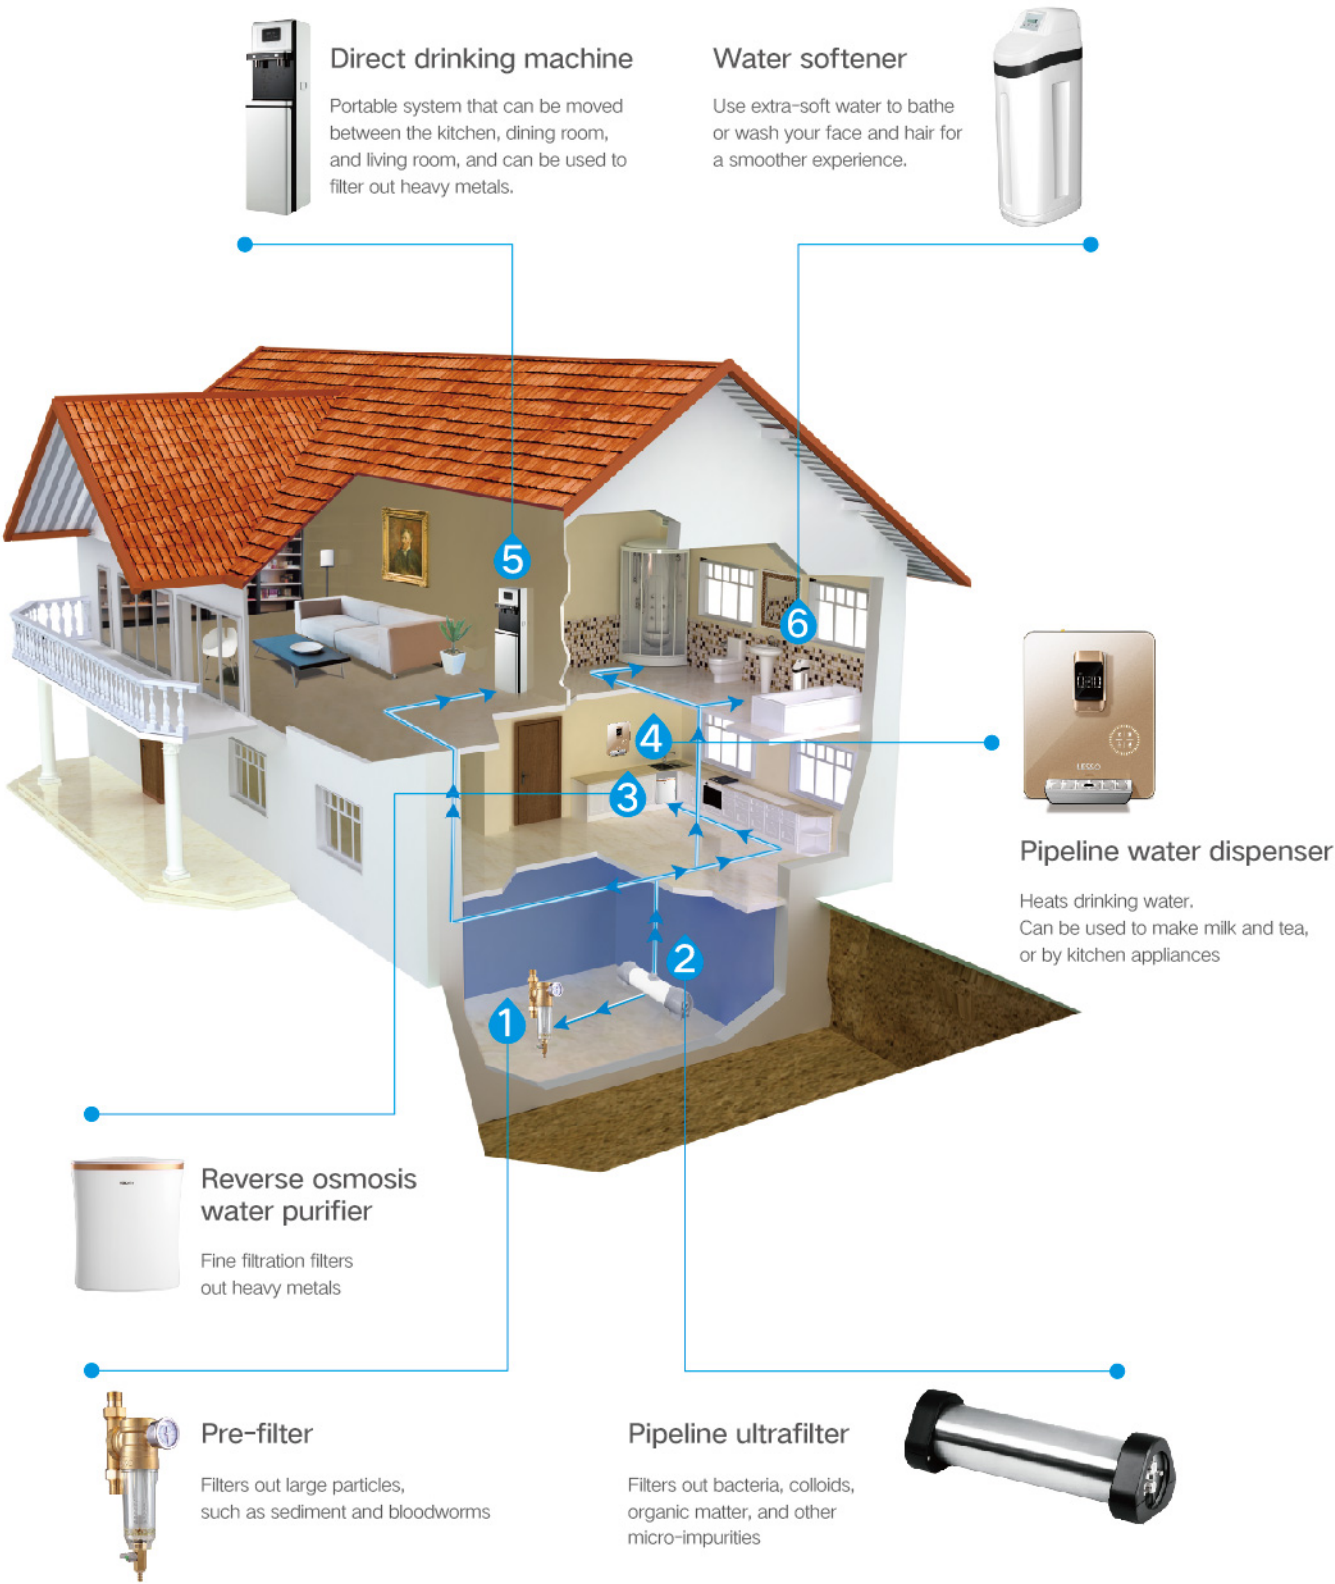 Direct drinking machine
Portable system that can be moved
between the kitchen, dining room,
and living room, and can be used to
filter out heavy metals.
Water softener
Use extra-soft water to bathe
or wash your face and hair for
a smoother experience.
5
6
4
3
2
1
Pipeline water dispenser
Heats drinking water.
Can be used to make milk and tea,
or by kitchen appliances
Reverse osmosis
water purifier
Fine filtration filters
out heavy metals
Pre-filter
Filters out large particles,
such as sediment and bloodworms
Pipeline ultrafilter
Filters out bacteria, colloids,
organic matter, and other
micro-impurities